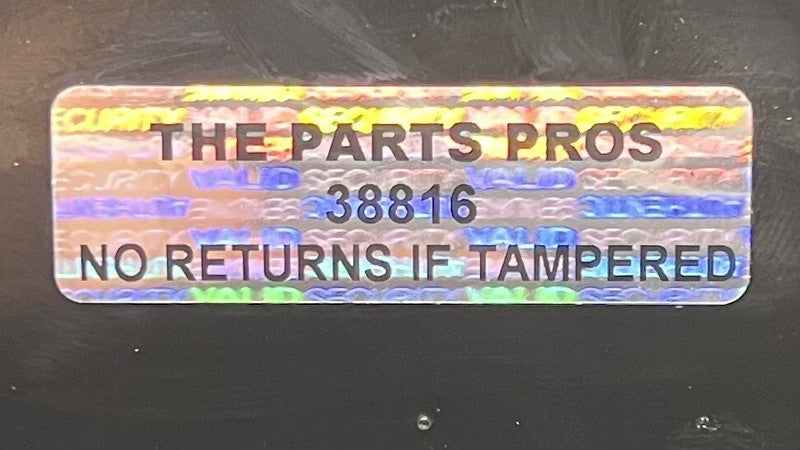 THE PARTS PROS
38816
NO RETURNS IF TAMPERED